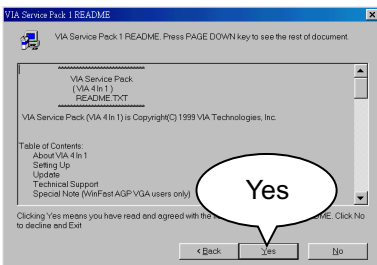 VIA Service Pack 1 README
VIA Service Pack 1 README. Press PAGE DOWN key to see the rest of document.
VIA Service Pack
( VIA 4 In 1 )
README.TXT
VIA Service Pack (VIA 4 In 1) is Copyright(C) 1999 VIA Technologies, Inc.
Table of Contents:
About VIA 4 In 1
Setting Up
Update
Technical Support
Special Note (WinFast AGP VGA users only)
Yes
Clicking Yes means you have read and agreed with the ME. Click No
to decline and Exit
< Back
Yes
No